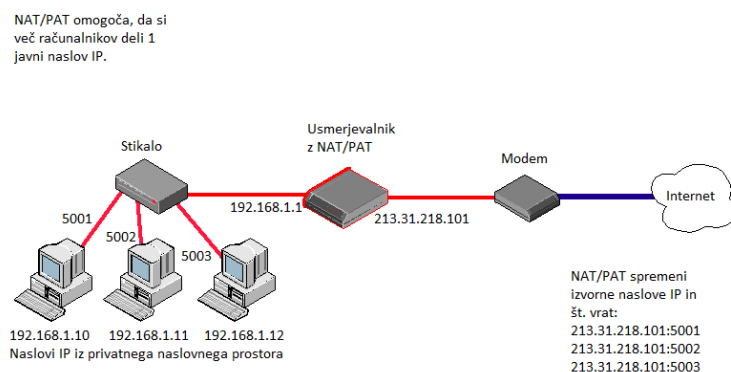 NAT/PAT omogoča, da si
več računalnikov deli 1
javni naslov IP.
Usmerjevalnik
z NAT/PAT
Stikalo
Modem
Internet
192.168.1.1
213.31.218.101
5001
5002
5003
192.168.1.10
192.168.1.11
192.168.1.12
Naslovi IP iz privatnega naslovnega prostora
NAT/PAT spremeni
izvorne naslove IP in
št. vrat:
213.31.218.101:5001
213.31.218.101:5002
213.31.218.101:5003